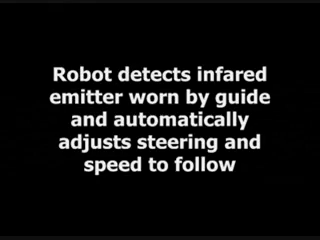 Robot detects infared
emitter worn by guide
and automatically
adjusts steering and
speed to follow